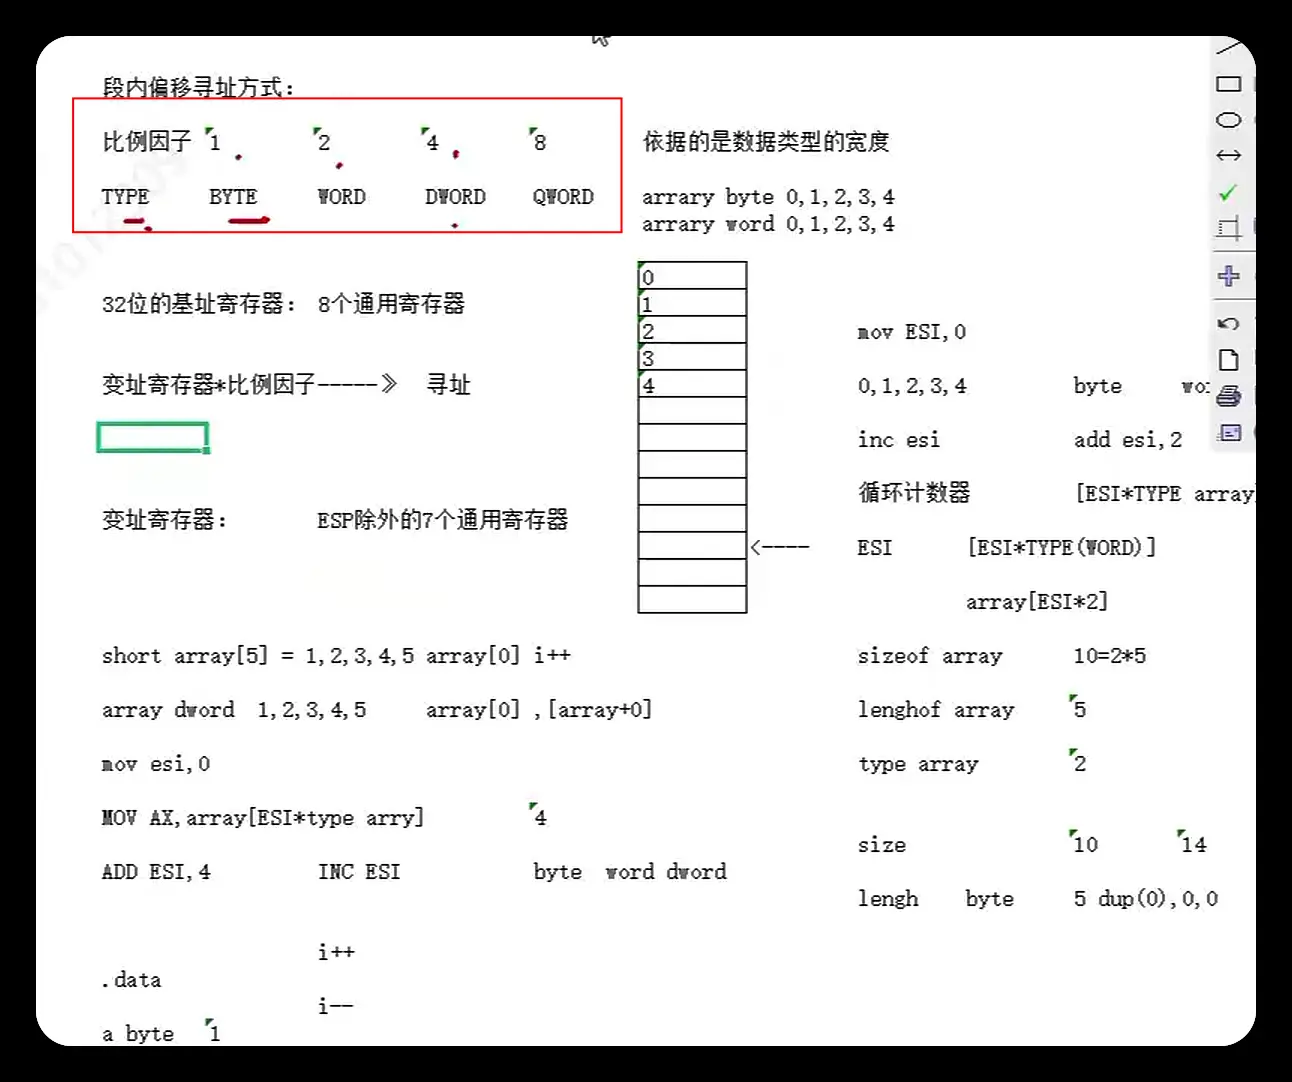 段内偏移寻址方式：
比例因子 1 2 4 8 依据的是数据类型的宽度
TYPE BYTE WORD DWORD QWORD arrary byte 0,1,2,3,4
arrary word 0,1,2,3,4
0
32位的基址寄存器： 8个通用寄存器 1
2 mov ESI,0
3
变址寄存器*比例因子-----》 寻址 4 0,1,2,3,4 byte
inc esi add esi,2
循环计数器 [ESI*TYPE array
变址寄存器： ESP除外的7个通用寄存器
<---- ESI [ESI*TYPE(WORD)]
array[ESI*2]
short array[5] = 1,2,3,4,5 array[0] i++ sizeof array 10=2*5
array dword 1,2,3,4,5 array[0] ,[array+0] lenghof array 5
mov esi,0 type array 2
MOV AX,array[ESI*type arry] 4
size 10 14
ADD ESI,4 INC ESI byte word dword
lengh byte 5 dup(0),0,0
i++
.data
i--
a byte 1